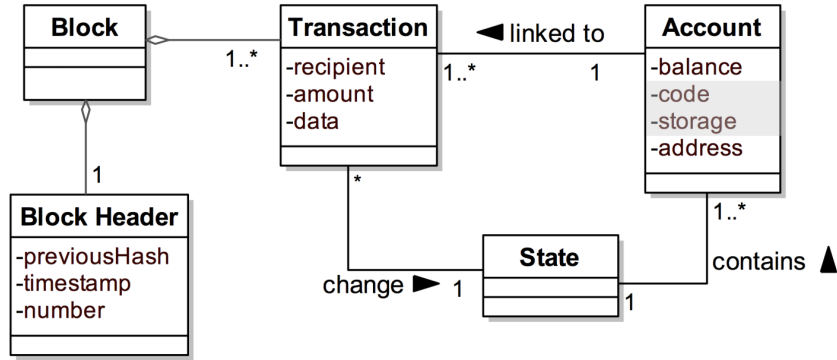 Block
1..*
1
Block Header
-previousHash
-timestamp
-number
Transaction
-recipient
-amount
-data
linked to
1..*
1
Account
-balance
-code
-storage
-address
*
change
1
State
1
1..*
contains